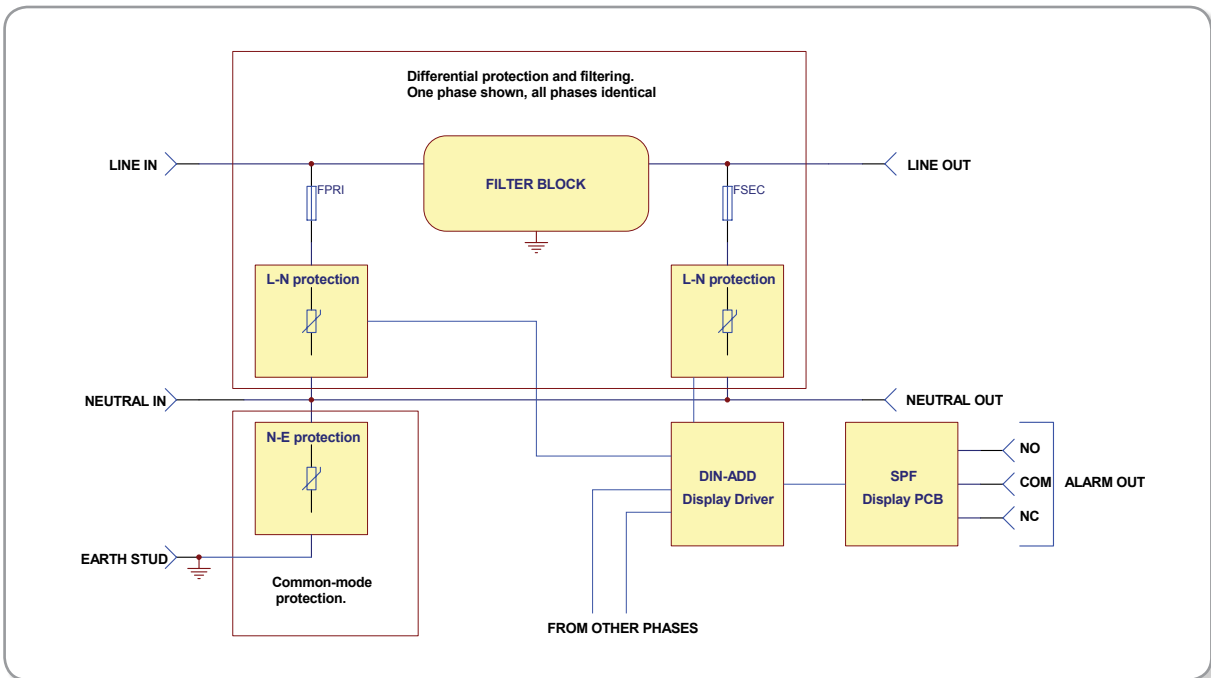 Differential protection and filtering.
One phase shown, all phases identical
LINE IN
FILTER BLOCK
LINE OUT
FPRI
FSEC
L-N protection
L-N protection
NEUTRAL IN
NEUTRAL OUT
N-E protection
DIN-ADD
Display Driver
SPF
Display PCB
NO
COM
NC
ALARM OUT
EARTH STUD
Common-mode
protection.
FROM OTHER PHASES